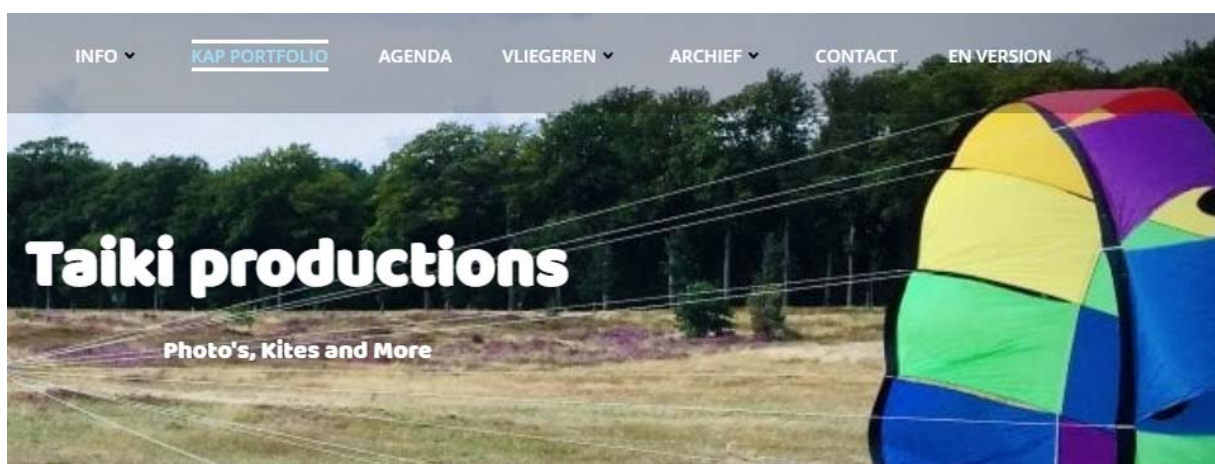 INFO KAP PORTFOLIO AGENDA VLIEGEREN ARCHIEF CONTACT EN VERSION
Taiki productions
Photo's, Kites and More